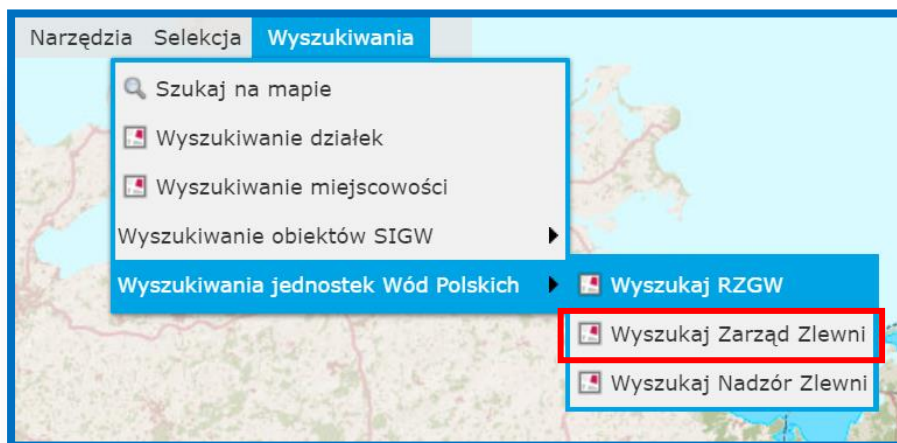 Narzędzia Selekcja Wyszukiwania
Szukaj na mapie
Wyszukiwanie działek
Wyszukiwanie miejscowości
Wyszukiwanie obiektów SIGW
Wyszukiwania jednostek Wód Polskich
Wyszukaj RZGW
Wyszukaj Zarząd Zlewni
Wyszukaj Nadzór Zlewni